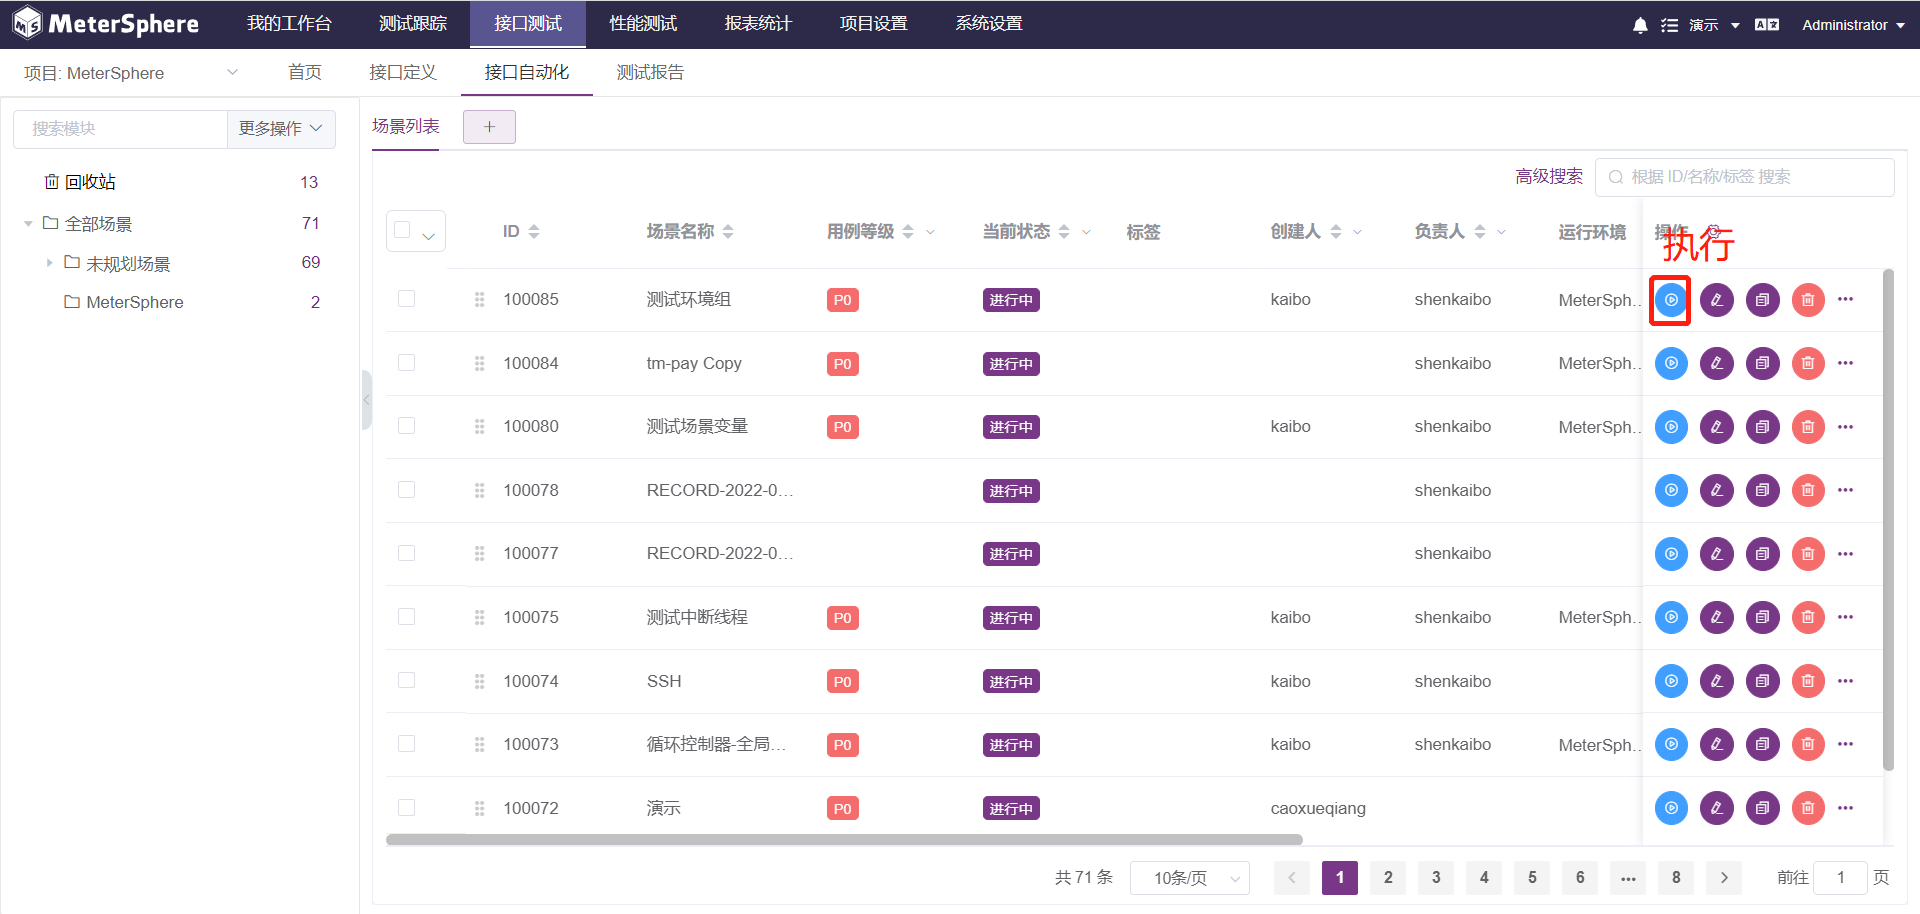 MeterSphere 我的工作台 测试跟踪 接口测试 性能测试 报表统计 项目设置 系统设置 演示 Administrator
项目: MeterSphere 首页 接口定义 接口自动化 测试报告
搜索模块 更多操作
回收站 13
全部场景 71
未规划场景 69
MeterSphere 2
场景列表 +
高级搜索 根据 ID/名称/标签 搜索
ID 场景名称 用例等级 当前状态 标签 创建人 负责人 运行环境 操作
执行
100085 测试环境组 P0 进行中 kaibo shenkaibo MeterSph...
100084 tm-pay Copy P0 进行中 shenkaibo MeterSph...
100080 测试场景变量 P0 进行中 kaibo shenkaibo MeterSph...
100078 RECORD-2022-0... 进行中 shenkaibo
100077 RECORD-2022-0... 进行中 shenkaibo
100075 测试中断线程 P0 进行中 kaibo shenkaibo MeterSph...
100074 SSH P0 进行中 kaibo shenkaibo
100073 循环控制器-全局... P0 进行中 kaibo shenkaibo MeterSph...
100072 演示 P0 进行中 caoxueqiang
共 71 条 10条/页 1 2 3 4 5 6 ... 8 前往 1 页